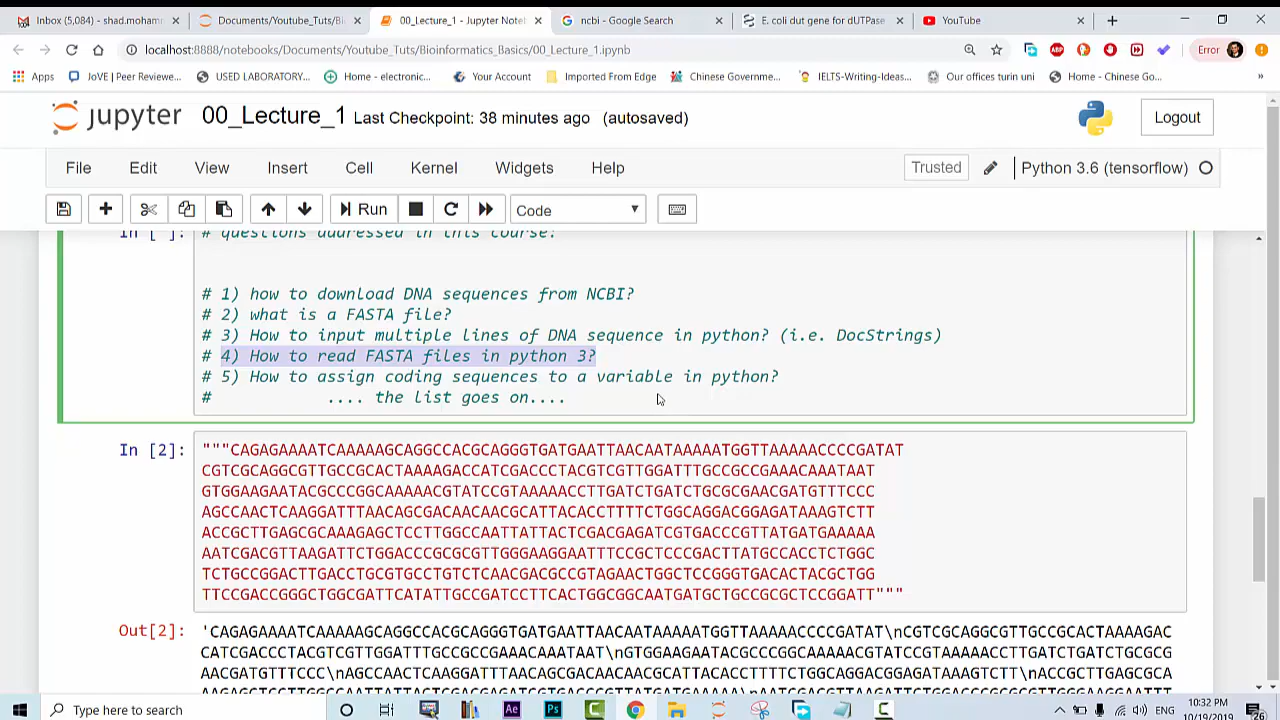 Inbox (5,084) - shad.moham
Documents/Youtube_Tuts/Bi
00_Lecture_1 - Jupyter Note
ncbi - Google Search
E. coli dut gene for dUTPase
YouTube
localhost:8888/notebooks/Documents/Youtube_Tuts/Bioinformatics_Basics/00_Lecture_1.ipynb
ABP
Error
Apps
JoVE | Peer Reviewe...
USED LABORATORY...
Home - electronic...
Your Account
Imported From Edge
Chinese Governme...
IELTS-Writing-Ideas...
Our offices turin uni
Home - Chinese Go...
»
jupyter 00_Lecture_1 Last Checkpoint: 38 minutes ago (autosaved)
Logout
File Edit View Insert Cell Kernel Widgets Help
Trusted
Python 3.6 (tensorflow)
Run
Code
In [ ]: # questions addressed in this course:
# 1) how to download DNA sequences from NCBI?
# 2) what is a FASTA file?
# 3) How to input multiple lines of DNA sequence in python? (i.e. DocStrings)
# 4) How to read FASTA files in python 3?
# 5) How to assign coding sequences to a variable in python?
# .... the list goes on....
In [2]: """CAGAGAAAATCAAAAAGCAGGCCACGCAGGGTGATGAATTAACAATAAAAATGGTTAAAAACCCCGATAT
CGTCGCAGGCGTTGCCGCACTAAAAGACCATCGACCCTACGTCGTTGGATTTGCCGCCGAAACAAATAAT
GTGGAAGAATACGCCCGGCAAAAACGTATCCGTAAAAACCTTGATCTGATCTGCGCGAACGATGTTTCCC
AGCCAACTCAAGGATTTAACAGCGACAACAACGCATTACACCTTTTCTGGCAGGACGGAGATAAAGTCTT
ACCGCTTGAGCGCAAAGAGCTCCTTGGCCAATTATTACTCGACGAGATCGTGACCCGTTATGATGAAAAA
AATCGACGTTAAGATTCTGGACCCGCGCGTTGGGAAGGAATTTCCGCTCCCGACTTATGCCACCTCTGGC
TCTGCCGGACTTGACCTGCGTGCCTGTCTCAACGACGCCGTAGAACTGGCTCCGGGTGACACTACGCTGG
TTCCGACCGGGCTGGCGATTCATATTGCCGATCCTTCACTGGCGGCAATGATGCTGCCGCGCTCCGGATT"""
Out[2]: 'CAGAGAAAATCAAAAAGCAGGCCACGCAGGGTGATGAATTAACAATAAAAATGGTTAAAAACCCCGATAT\nCGTCGCAGGCGTTGCCGCACTAAAAGAC
CATCGACCCTACGTCGTTGGATTTGCCGCCGAAACAAATAAT\nGTGGAAGAATACGCCCGGCAAAAACGTATCCGTAAAAACCTTGATCTGATCTGCGCG
AACGATGTTTCCC\nAGCCAACTCAAGGATTTAACAGCGACAACAACGCATTACACCTTTTCTGGCAGGACGGAGATAAAGTCTT\nACCGCTTGAGCGCA
Type here to search
Ae
Ps
ENG
10:32 PM
10/19/2019